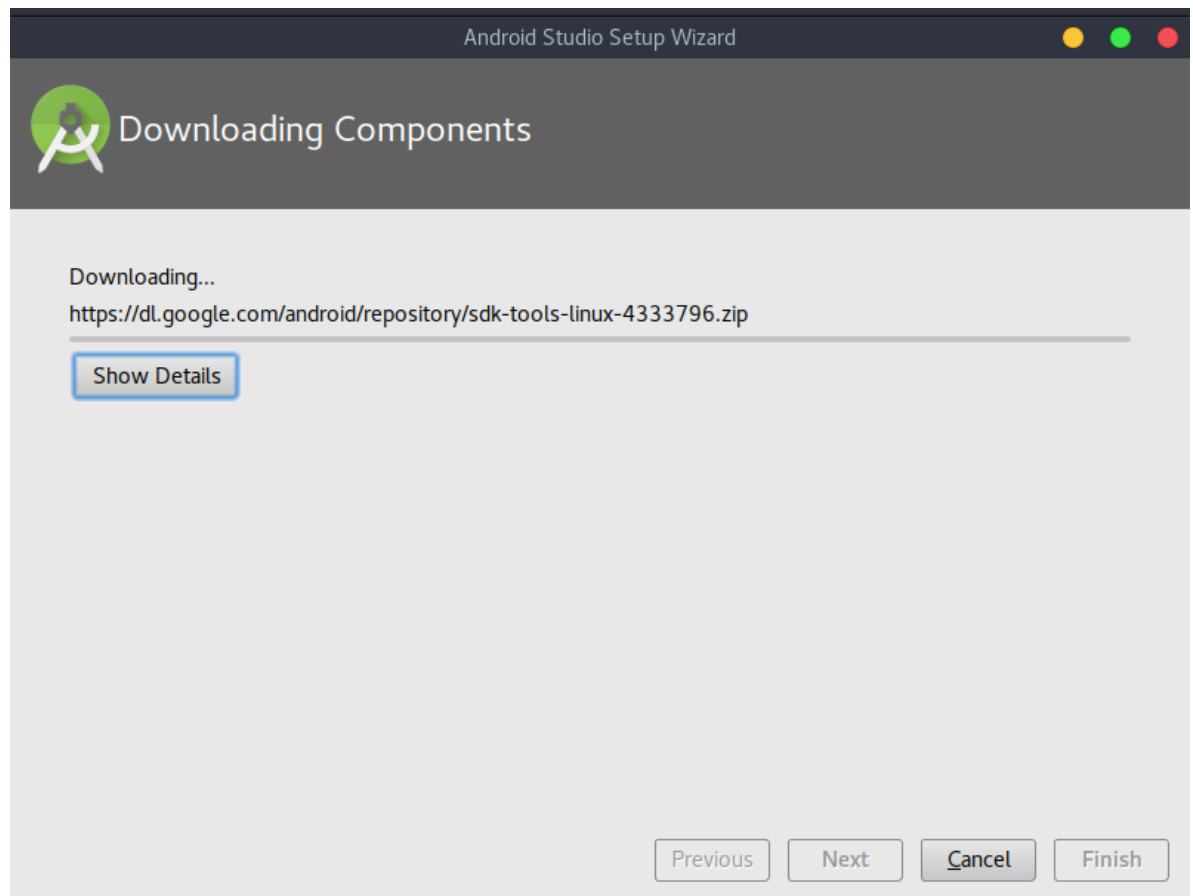 Android Studio Setup Wizard
Downloading Components
Downloading...
https://dl.google.com/android/repository/sdk-tools-linux-4333796.zip
Show Details
Previous Next Cancel Finish